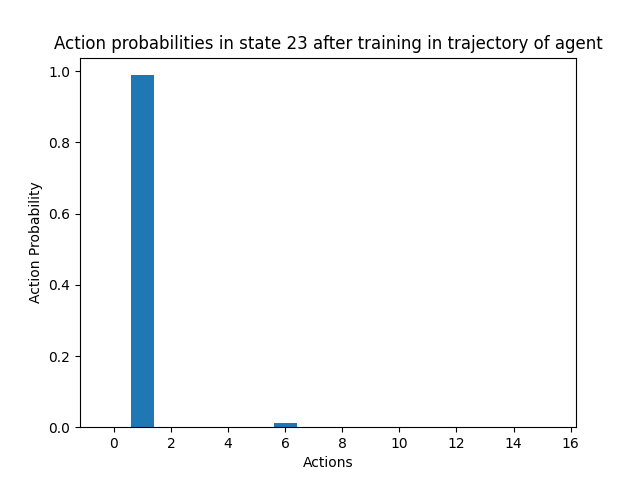 Action probabilities in state 23 after training in trajectory of agent
1.0
0.8
0.6
0.4
0.2
0.0
Action Probability
0 2 4 6 8 10 12 14 16
Actions